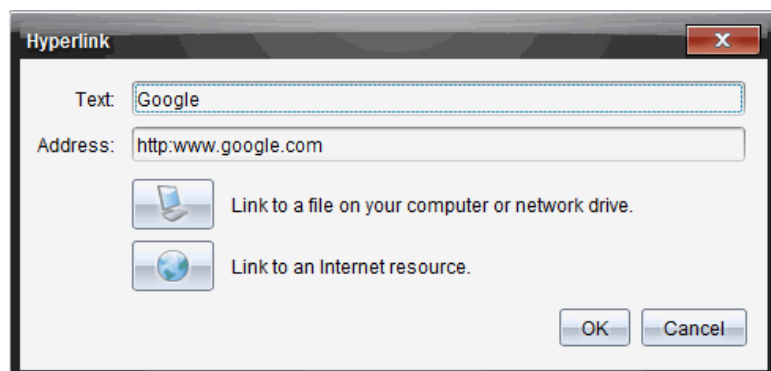 Hyperlink
Text: Google
Address: http:www.google.com
Link to a file on your computer or network drive.
Link to an Internet resource.
OK Cancel